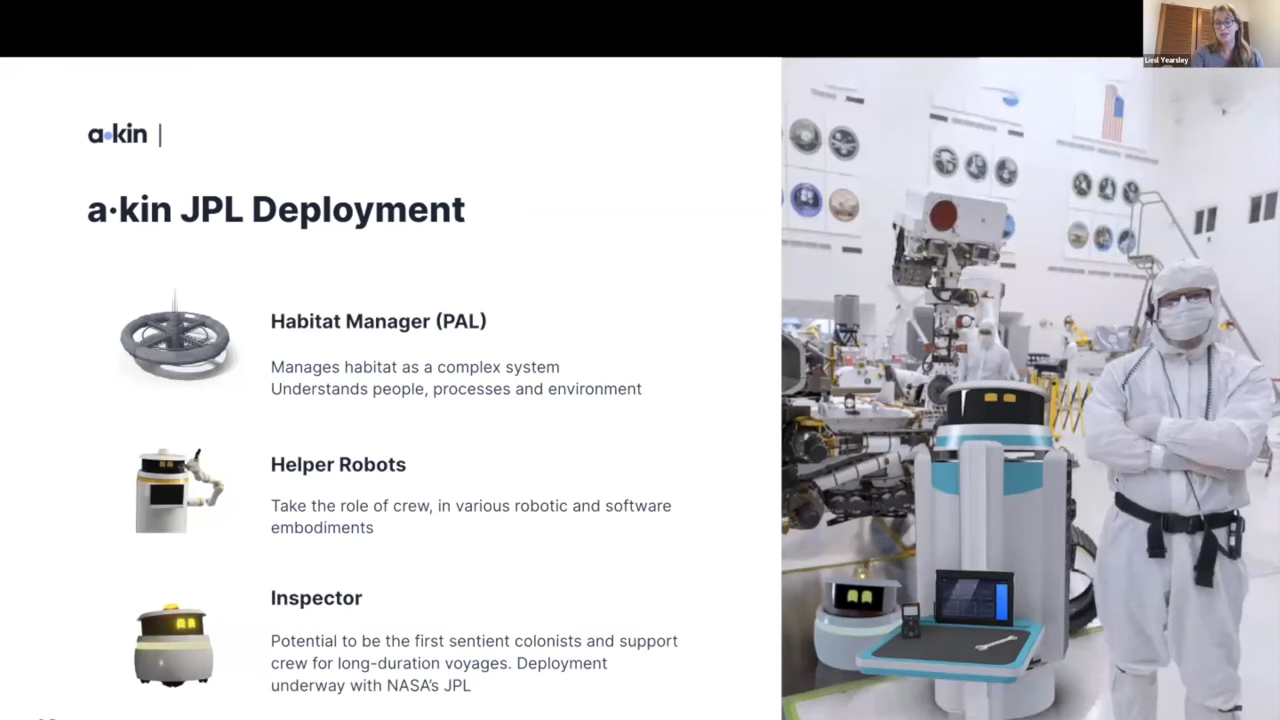 Liesl Yearsley
a•kin |
a·kin JPL Deployment
Habitat Manager (PAL)
Manages habitat as a complex system
Understands people, processes and environment
Helper Robots
Take the role of crew, in various robotic and software
embodiments
Inspector
Potential to be the first sentient colonists and support
crew for long-duration voyages. Deployment
underway with NASA's JPL